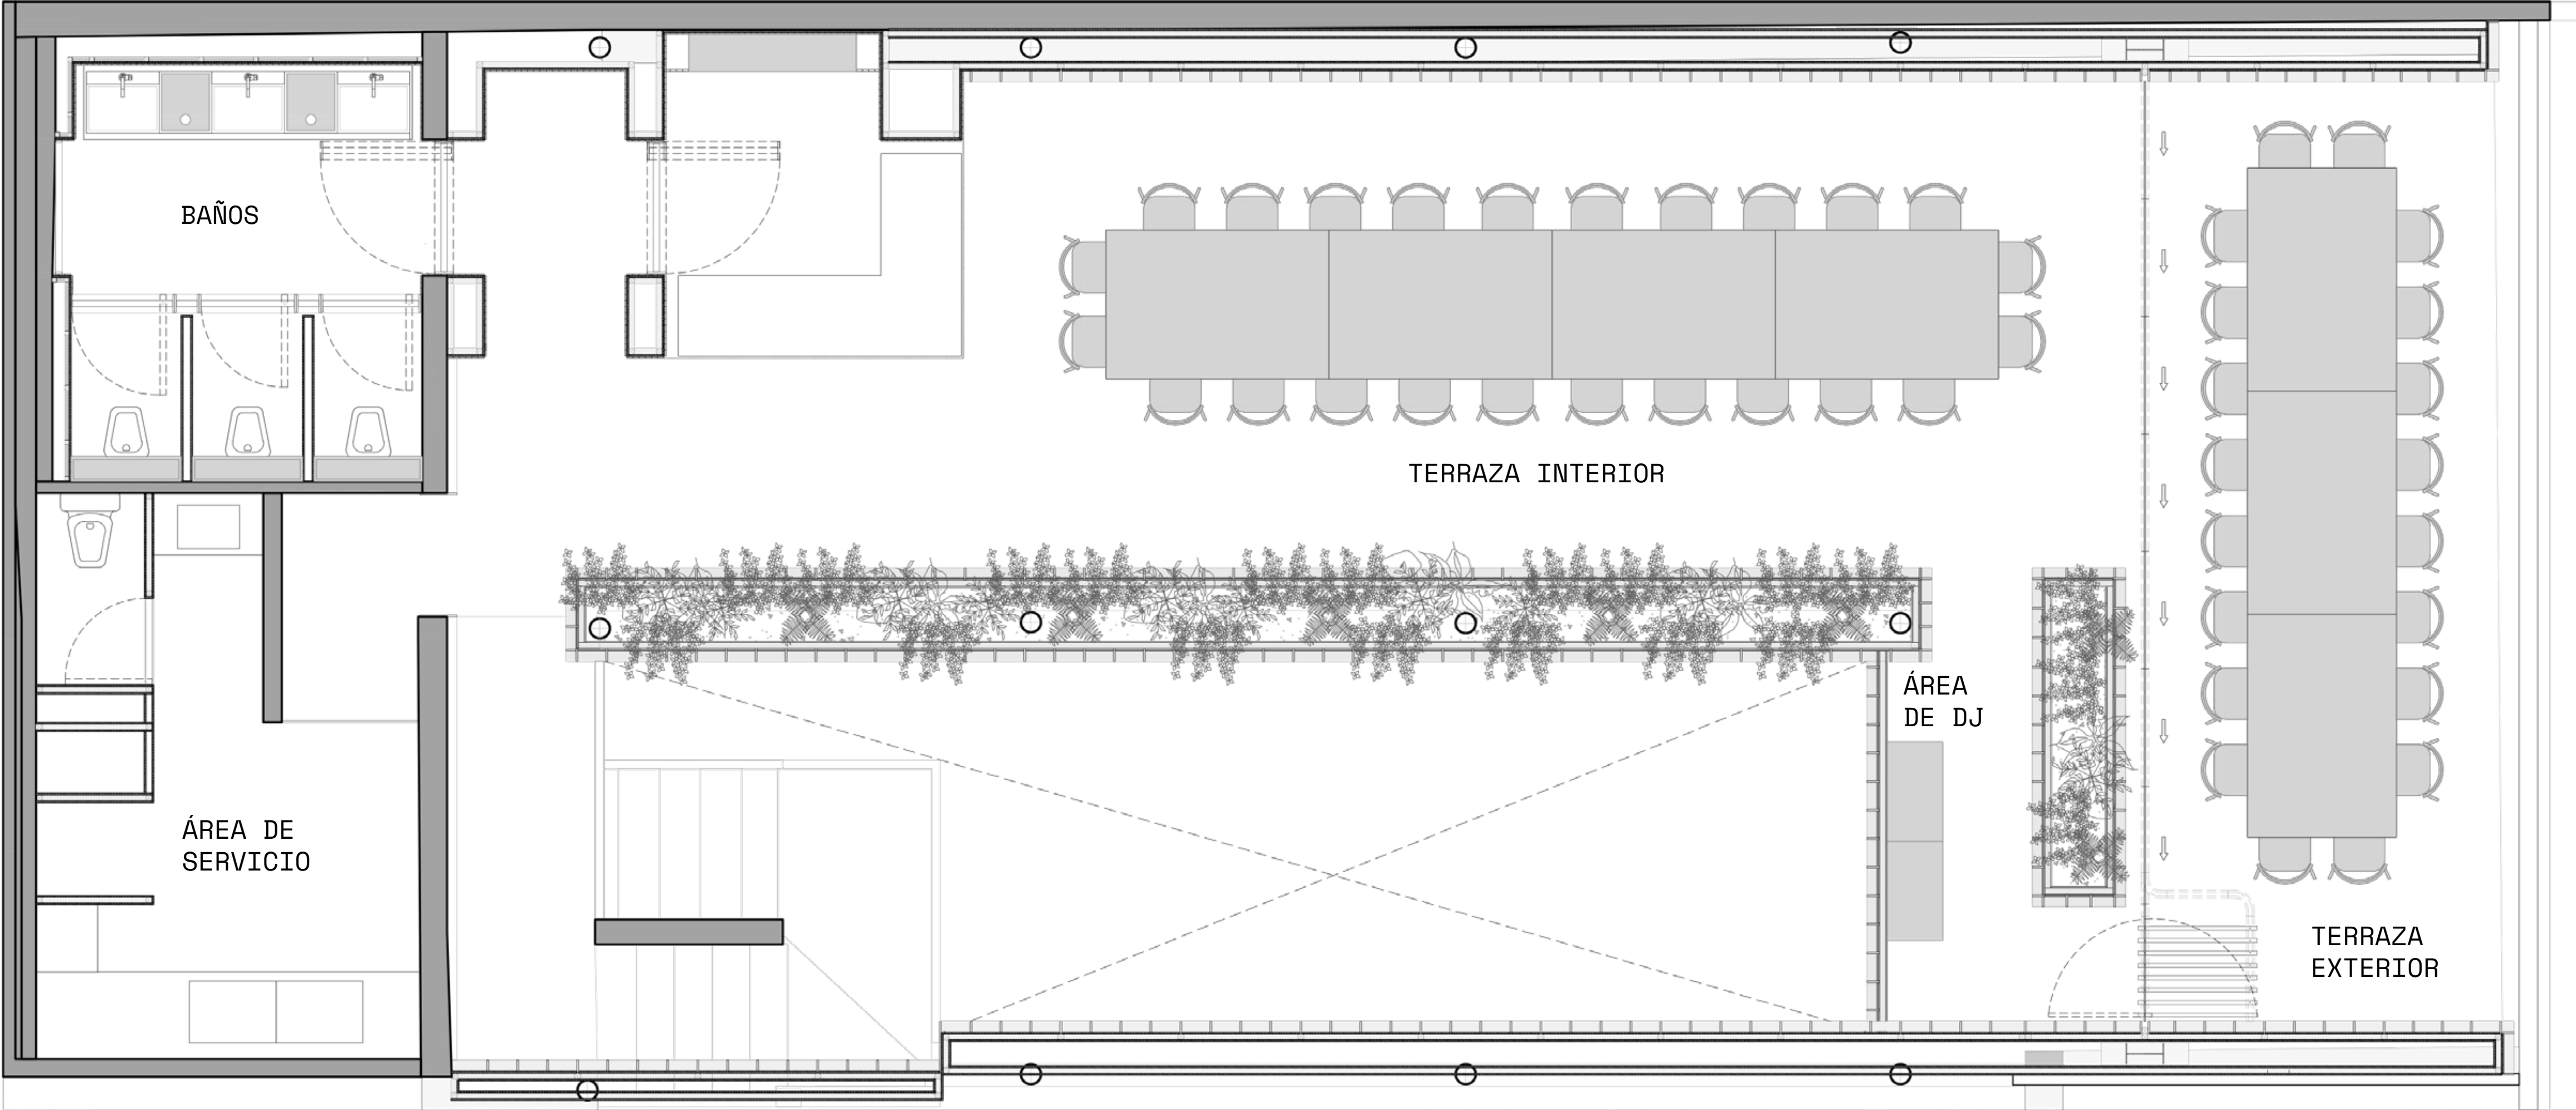 BAÑOS
TERRAZA INTERIOR
ÁREA
DE DJ
ÁREA DE
SERVICIO
TERRAZA
EXTERIOR